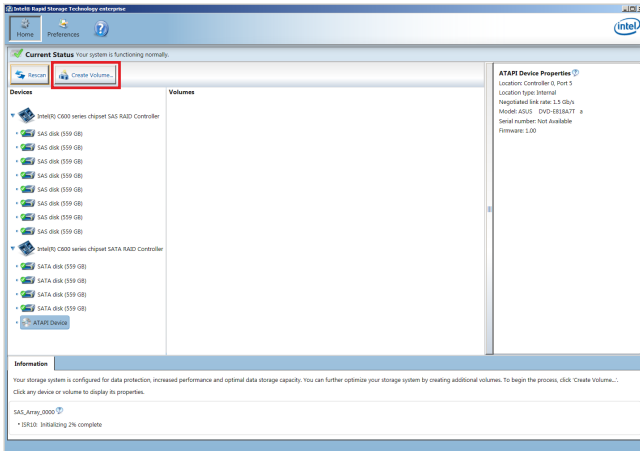 Intel® Rapid Storage Technology enterprise
Home
Preferences
intel
Current Status Your system is functioning normally.
Rescan
Create Volume...
Devices
Volumes
Intel(R) C600 series chipset SAS RAID Controller
SAS disk (559 GB)
SAS disk (559 GB)
SAS disk (559 GB)
SAS disk (559 GB)
SAS disk (559 GB)
SAS disk (559 GB)
SAS disk (559 GB)
SAS disk (559 GB)
Intel(R) C600 series chipset SATA RAID Controller
SATA disk (559 GB)
SATA disk (559 GB)
SATA disk (559 GB)
SATA disk (559 GB)
ATAPI Device
ATAPI Device Properties ?
Location: Controller 0, Port 5
Location type: Internal
Negotiated link rate: 1.5 Gb/s
Model: ASUS DVD-E818A7T a
Serial number: Not Available
Firmware: 1.00
Information
Your storage system is configured for data protection, increased performance and optimal data storage capacity. You can further optimize your storage system by creating additional volumes. To begin the process, click 'Create Volume...'.
Click any device or volume to display its properties.
SAS_Array_0000 ?
• ISR10: Initializing 2% complete